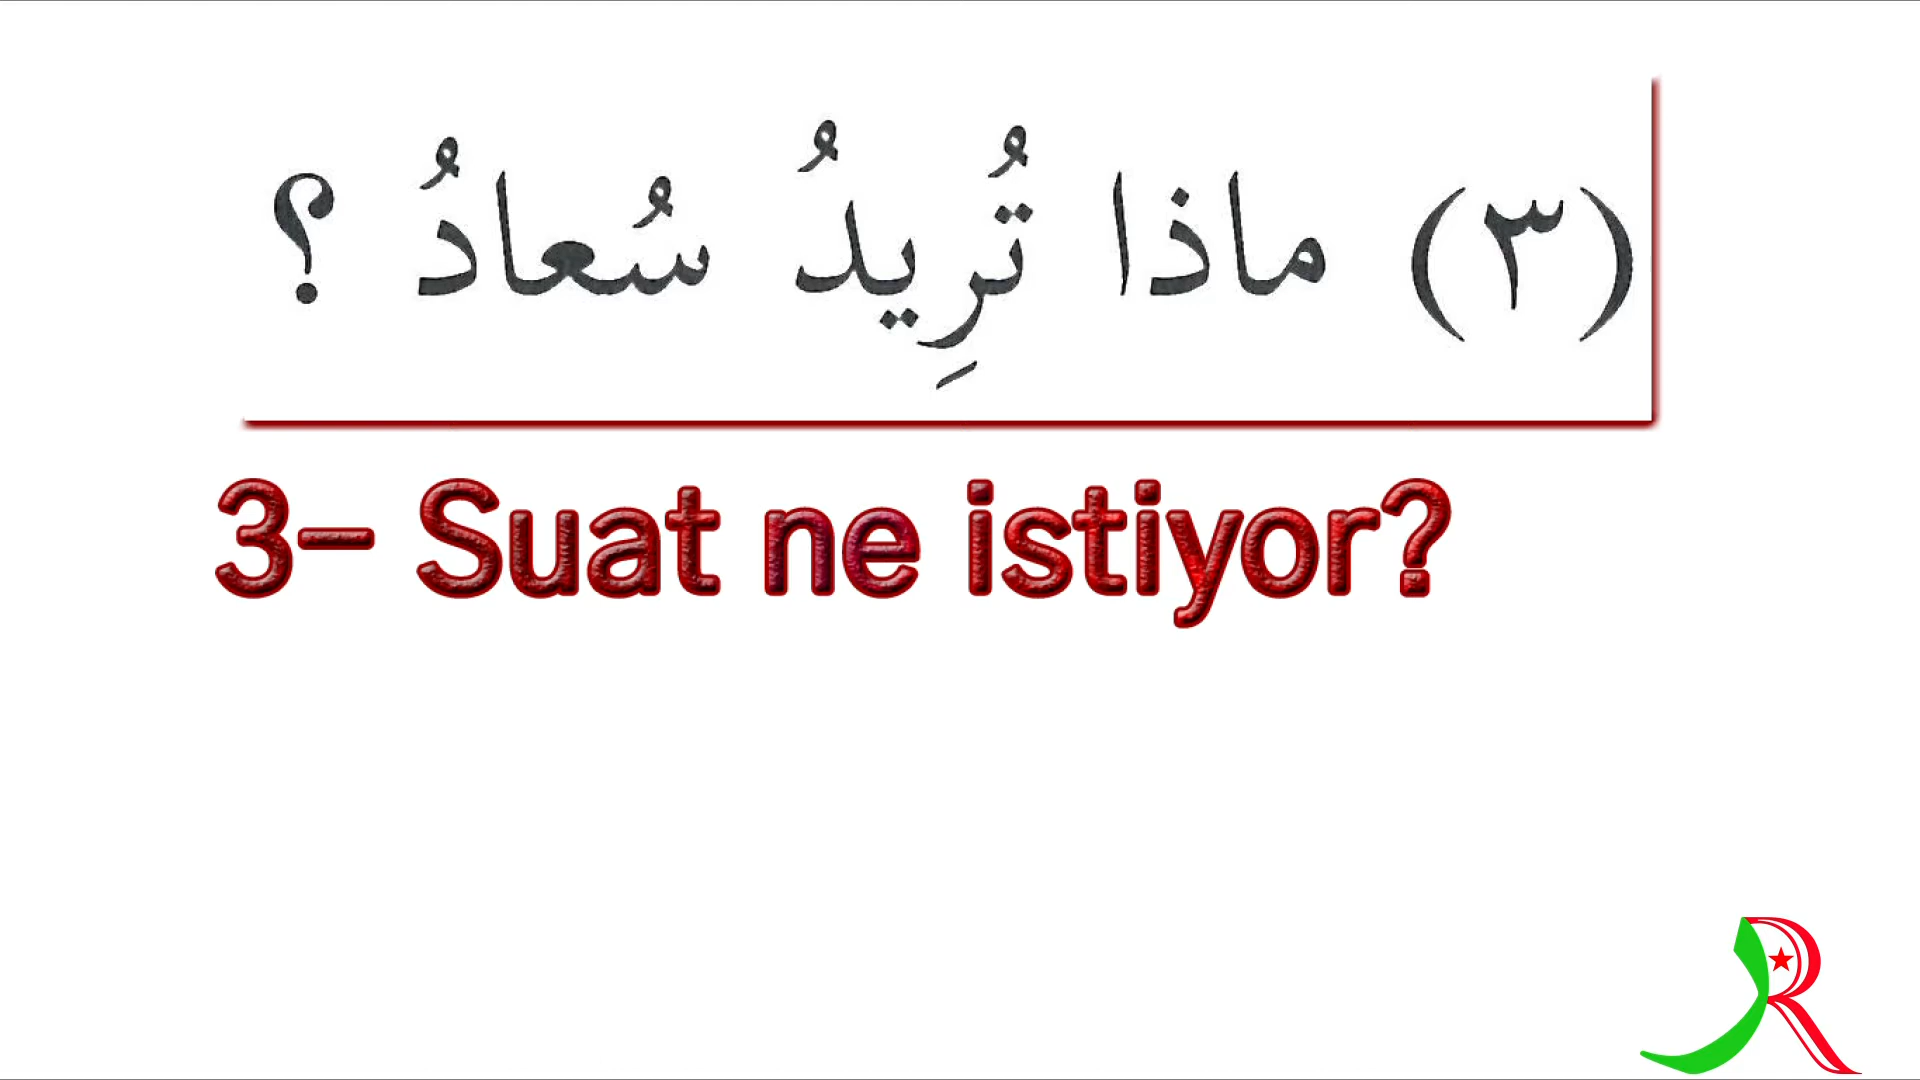 (٣) ماذا تُرِيدُ سُعادُ ؟
3- Suat ne istiyor?